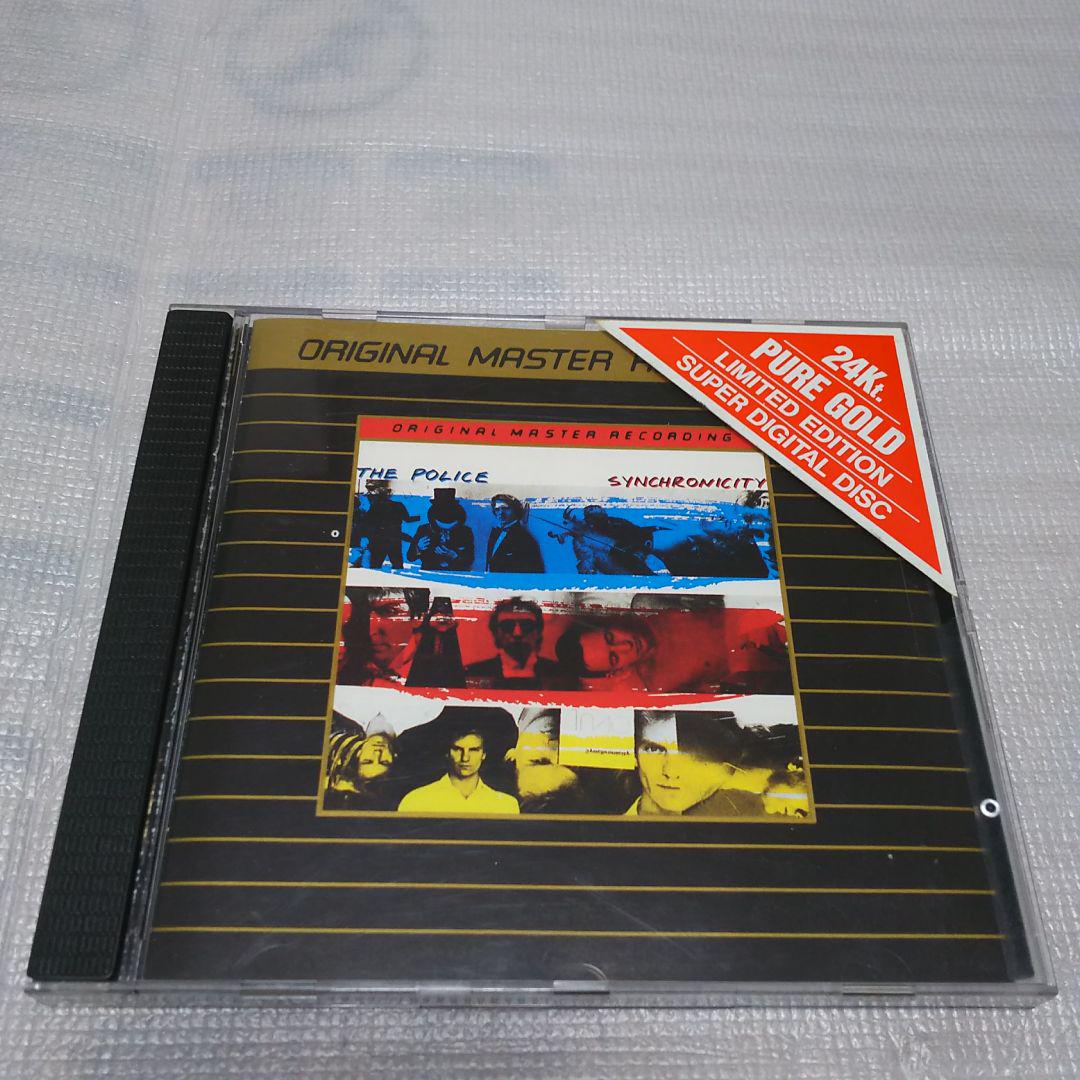 ORIGINAL MASTER R
24Kt.
PURE GOLD
LIMITED EDITION
SUPER DIGITAL DISC
ORIGINAL MASTER RECORDING
THE POLICE SYNCHRONICITY